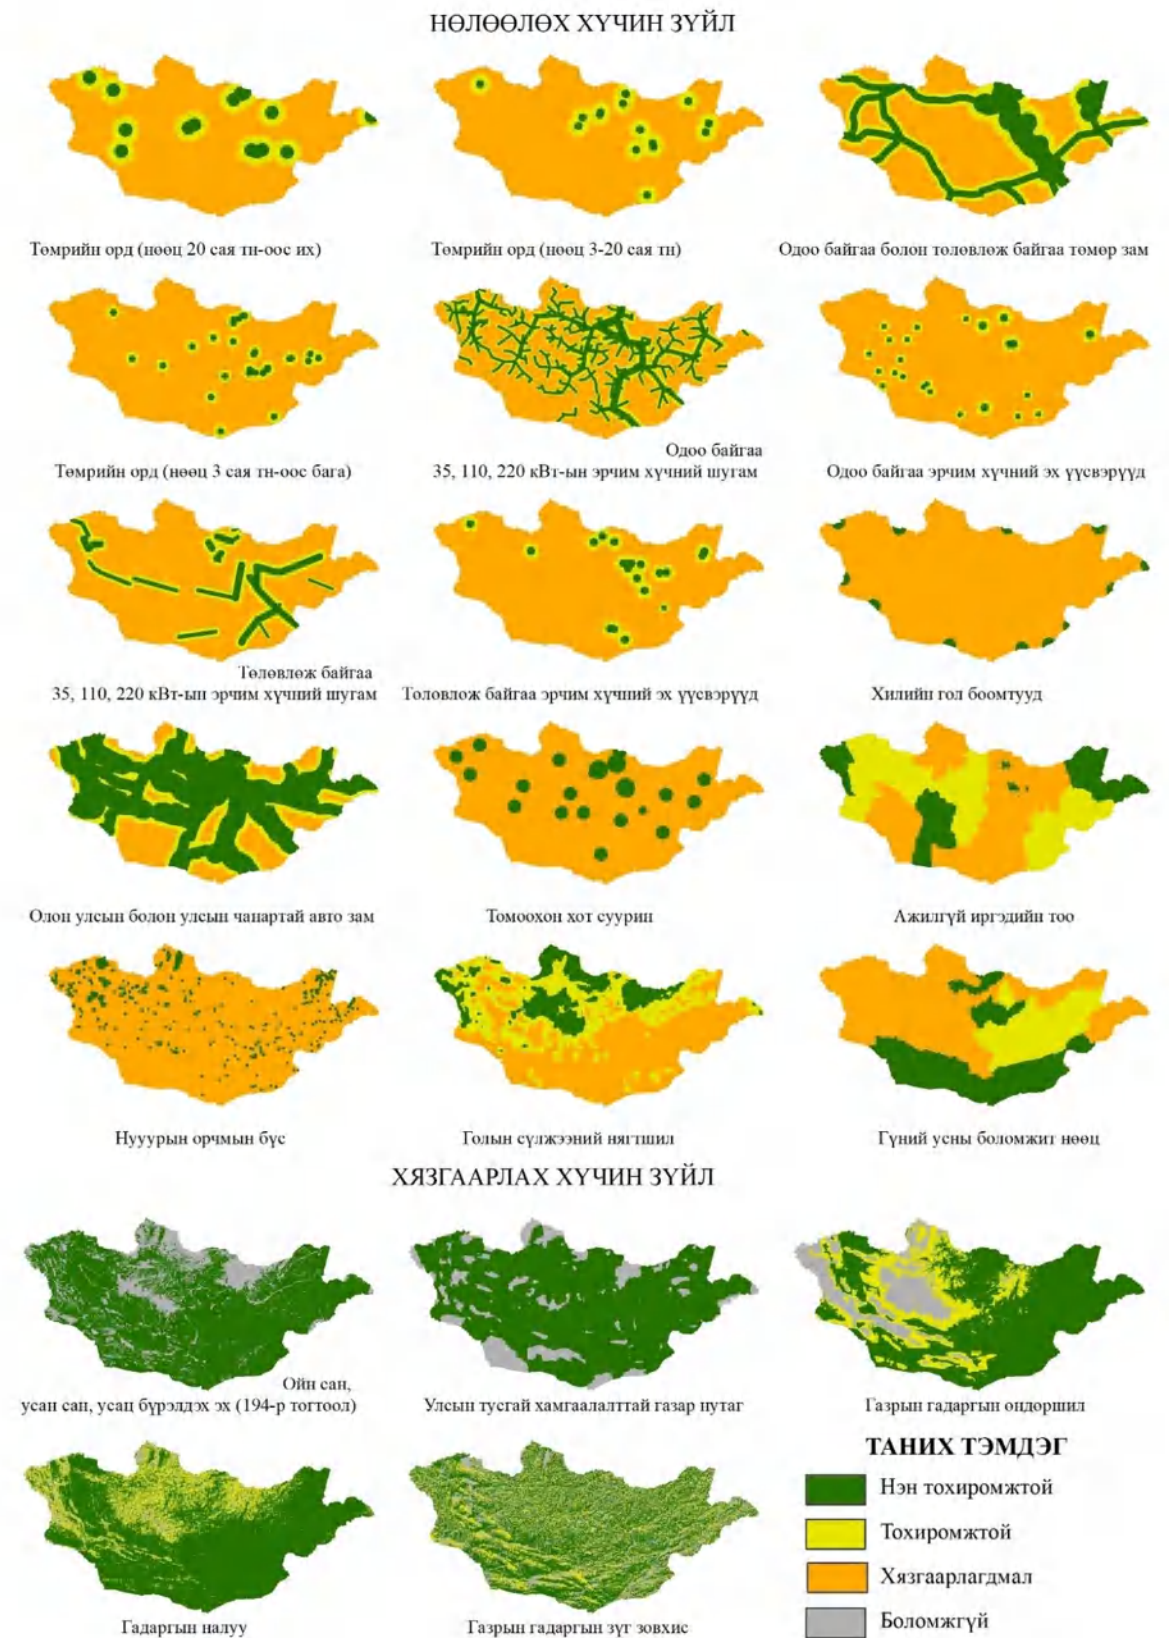 НӨЛӨӨЛӨХ ХҮЧИН ЗҮЙЛ
Төмрийн орд (нөөц 20 сая тн-оос их)
Төмрийн орд (нөөц 3-20 сая тн)
Одоо байгаа болон төлөвлөж байгаа төмөр зам
Төмрийн орд (нөөц 3 сая тн-оос бага)
Одоо байгаа
35, 110, 220 кВт-ын эрчим хүчний шугам
Одоо байгаа эрчим хүчний эх үүсвэрүүд
Төлөвлөж байгаа
35, 110, 220 кВт-ын эрчим хүчний шугам
Төлөвлөж байгаа эрчим хүчний эх үүсвэрүүд
Хилийн гол боомтууд
Олон улсын болон улсын чанартай авто зам
Томоохон хот суурин
Ажилгүй иргэдийн тоо
Нууурын орчмын бүс
Голын сүлжээний нягтшил
Гүний усны боломжит нөөц
ХЯЗГААРЛАХ ХҮЧИН ЗҮЙЛ
Ойн сан,
усан сан, усац бүрэлдэх эх (194-р тогтоол)
Улсын тусгай хамгаалалттай газар нутаг
Газрын гадаргын өндөршил
Гадаргын налуу
Газрын гадаргын зүг зовхис
ТАНИХ ТЭМДЭГ
Нэн тохиромжтой
Тохиромжтой
Хязгаарлагдмал
Боломжгүй